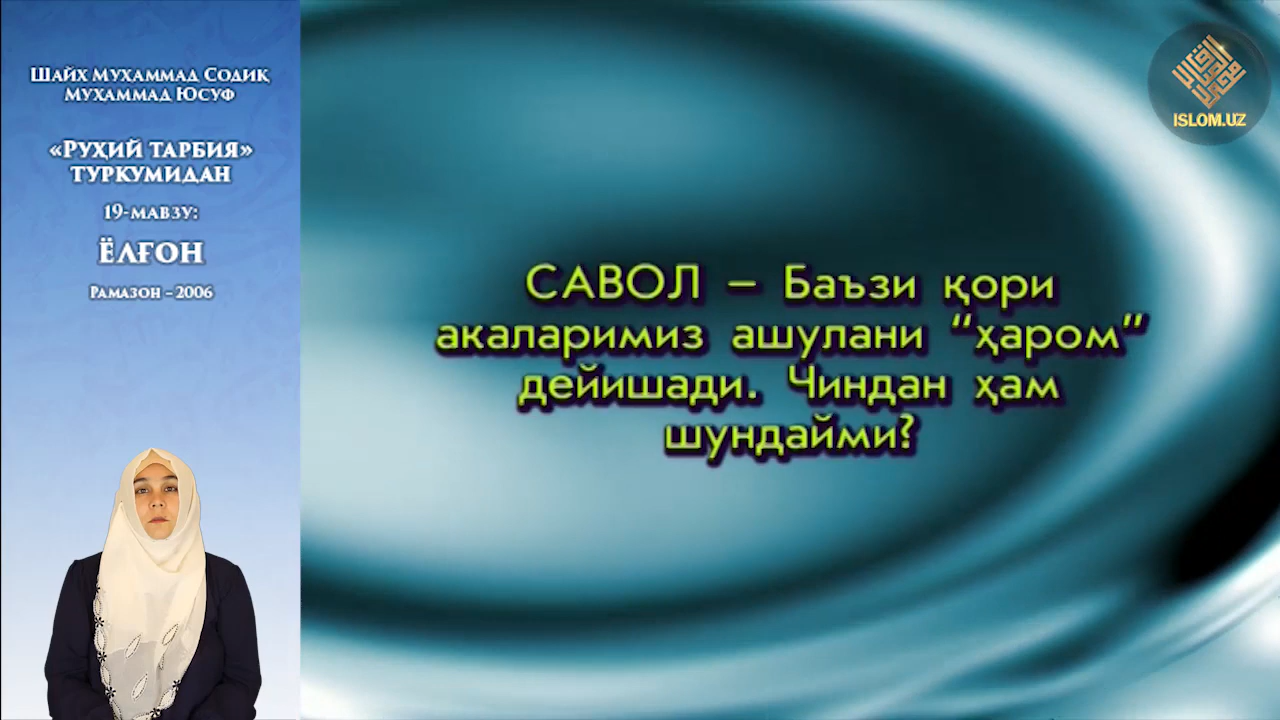 Шайх Муҳаммад Содиқ
Муҳаммад Юсуф
«Руҳий тарбия»
туркумидан
19-мавзу:
Ёлғон
Рамазон – 2006
САВОЛ – Баъзи қори
акаларимиз ашулани “ҳаром”
дейишади. Чиндан ҳам
шундайми?
ISLOM.UZ